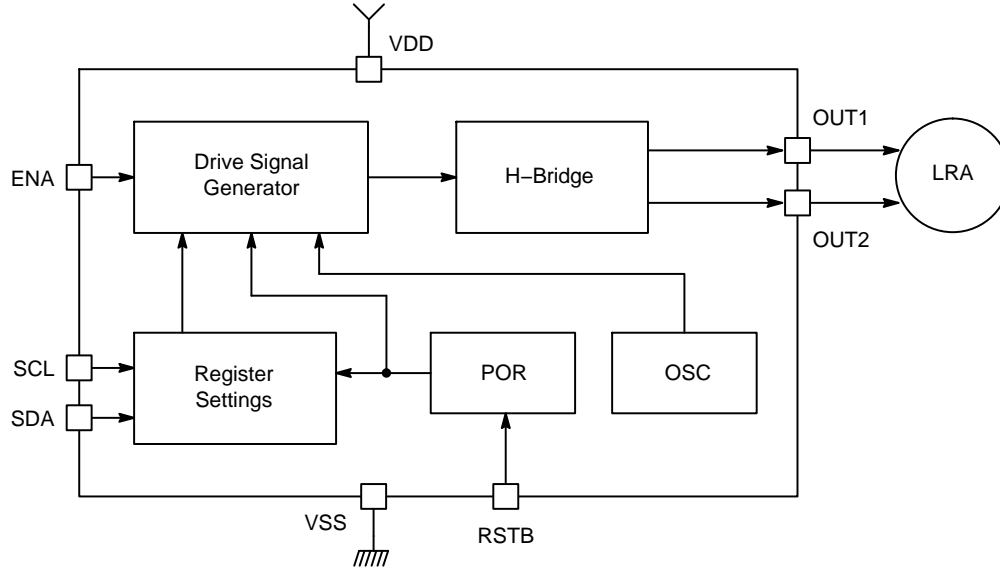 VDD
OUT1
ENA
Drive Signal
Generator
H−Bridge
LRA
OUT2
SCL
SDA
Register
Settings
POR
OSC
VSS
RSTB